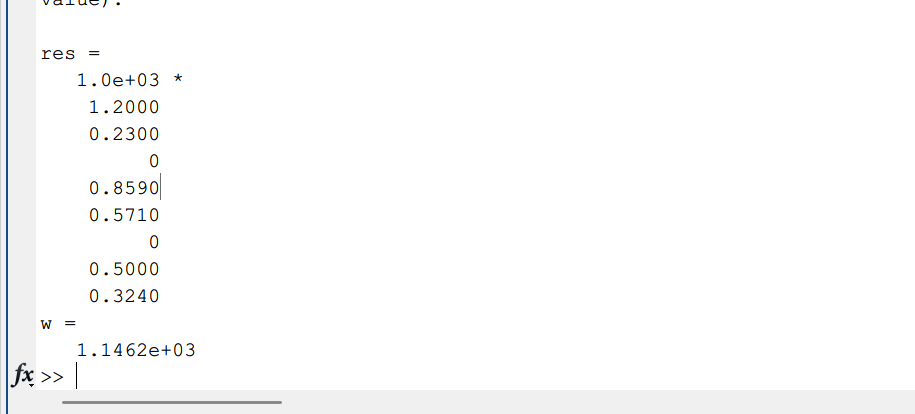 value).
res =
1.0e+03 *
1.2000
0.2300
0
0.8590
0.5710
0
0.5000
0.3240
w =
1.1462e+03
fx >>